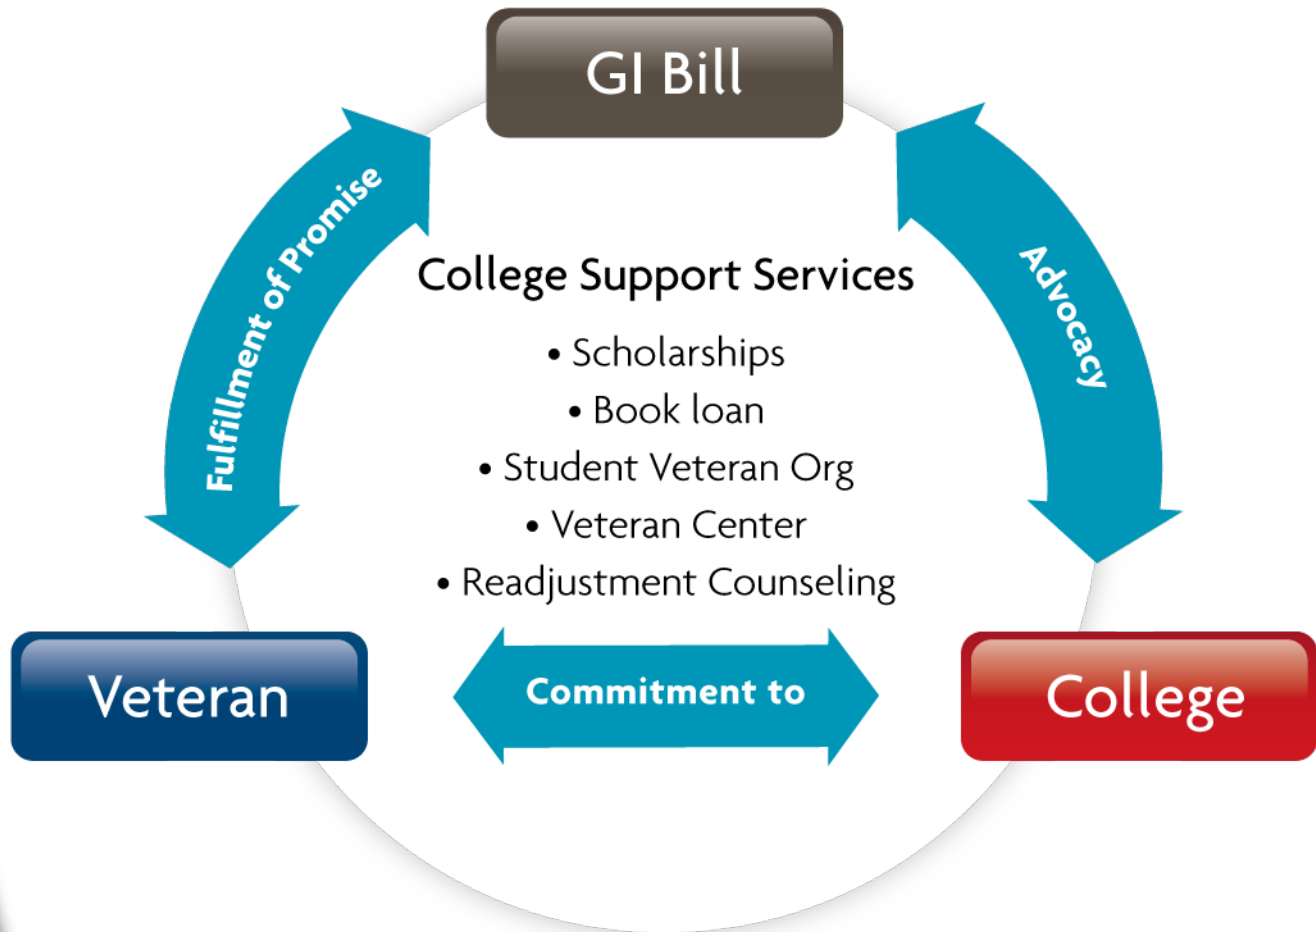 GI Bill
Fulfillment of Promise
Advocacy
College Support Services
• Scholarships
• Book loan
• Student Veteran Org
• Veteran Center
• Readjustment Counseling
Veteran
Commitment to
College